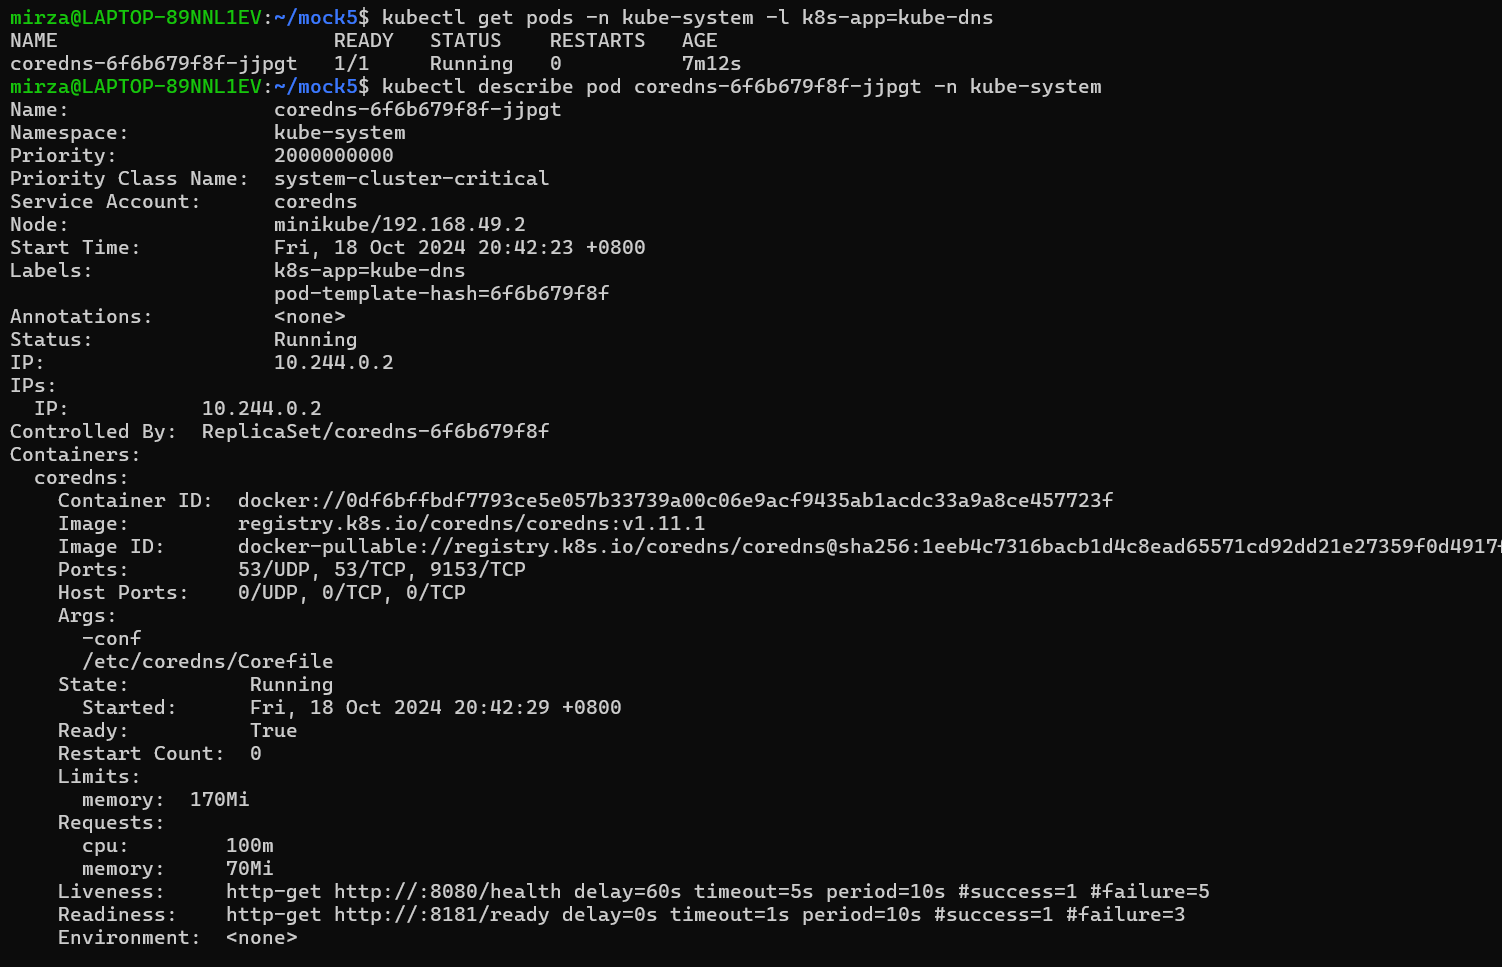 mirza@LAPTOP-89NNL1EV:~/mock5$ kubectl get pods -n kube-system -l k8s-app=kube-dns
NAME                       READY   STATUS    RESTARTS   AGE
coredns-6f6b679f8f-jjpgt   1/1     Running   0          7m12s
mirza@LAPTOP-89NNL1EV:~/mock5$ kubectl describe pod coredns-6f6b679f8f-jjpgt -n kube-system
Name:                 coredns-6f6b679f8f-jjpgt
Namespace:            kube-system
Priority:             2000000000
Priority Class Name:  system-cluster-critical
Service Account:      coredns
Node:                 minikube/192.168.49.2
Start Time:           Fri, 18 Oct 2024 20:42:23 +0800
Labels:               k8s-app=kube-dns
                      pod-template-hash=6f6b679f8f
Annotations:          <none>
Status:               Running
IP:                   10.244.0.2
IPs:
  IP:           10.244.0.2
Controlled By:  ReplicaSet/coredns-6f6b679f8f
Containers:
  coredns:
    Container ID:  docker://0df6bffbdf7793ce5e057b33739a00c06e9acf9435ab1acdc33a9a8ce457723f
    Image:         registry.k8s.io/coredns/coredns:v1.11.1
    Image ID:      docker-pullable://registry.k8s.io/coredns/coredns@sha256:1eeb4c7316bacb1d4c8ead65571cd92dd21e27359f0d4917f
    Ports:         53/UDP, 53/TCP, 9153/TCP
    Host Ports:    0/UDP, 0/TCP, 0/TCP
    Args:
      -conf
      /etc/coredns/Corefile
    State:          Running
      Started:      Fri, 18 Oct 2024 20:42:29 +0800
    Ready:          True
    Restart Count:  0
    Limits:
      memory:  170Mi
    Requests:
      cpu:        100m
      memory:     70Mi
    Liveness:     http-get http://:8080/health delay=60s timeout=5s period=10s #success=1 #failure=5
    Readiness:    http-get http://:8181/ready delay=0s timeout=1s period=10s #success=1 #failure=3
    Environment:  <none>